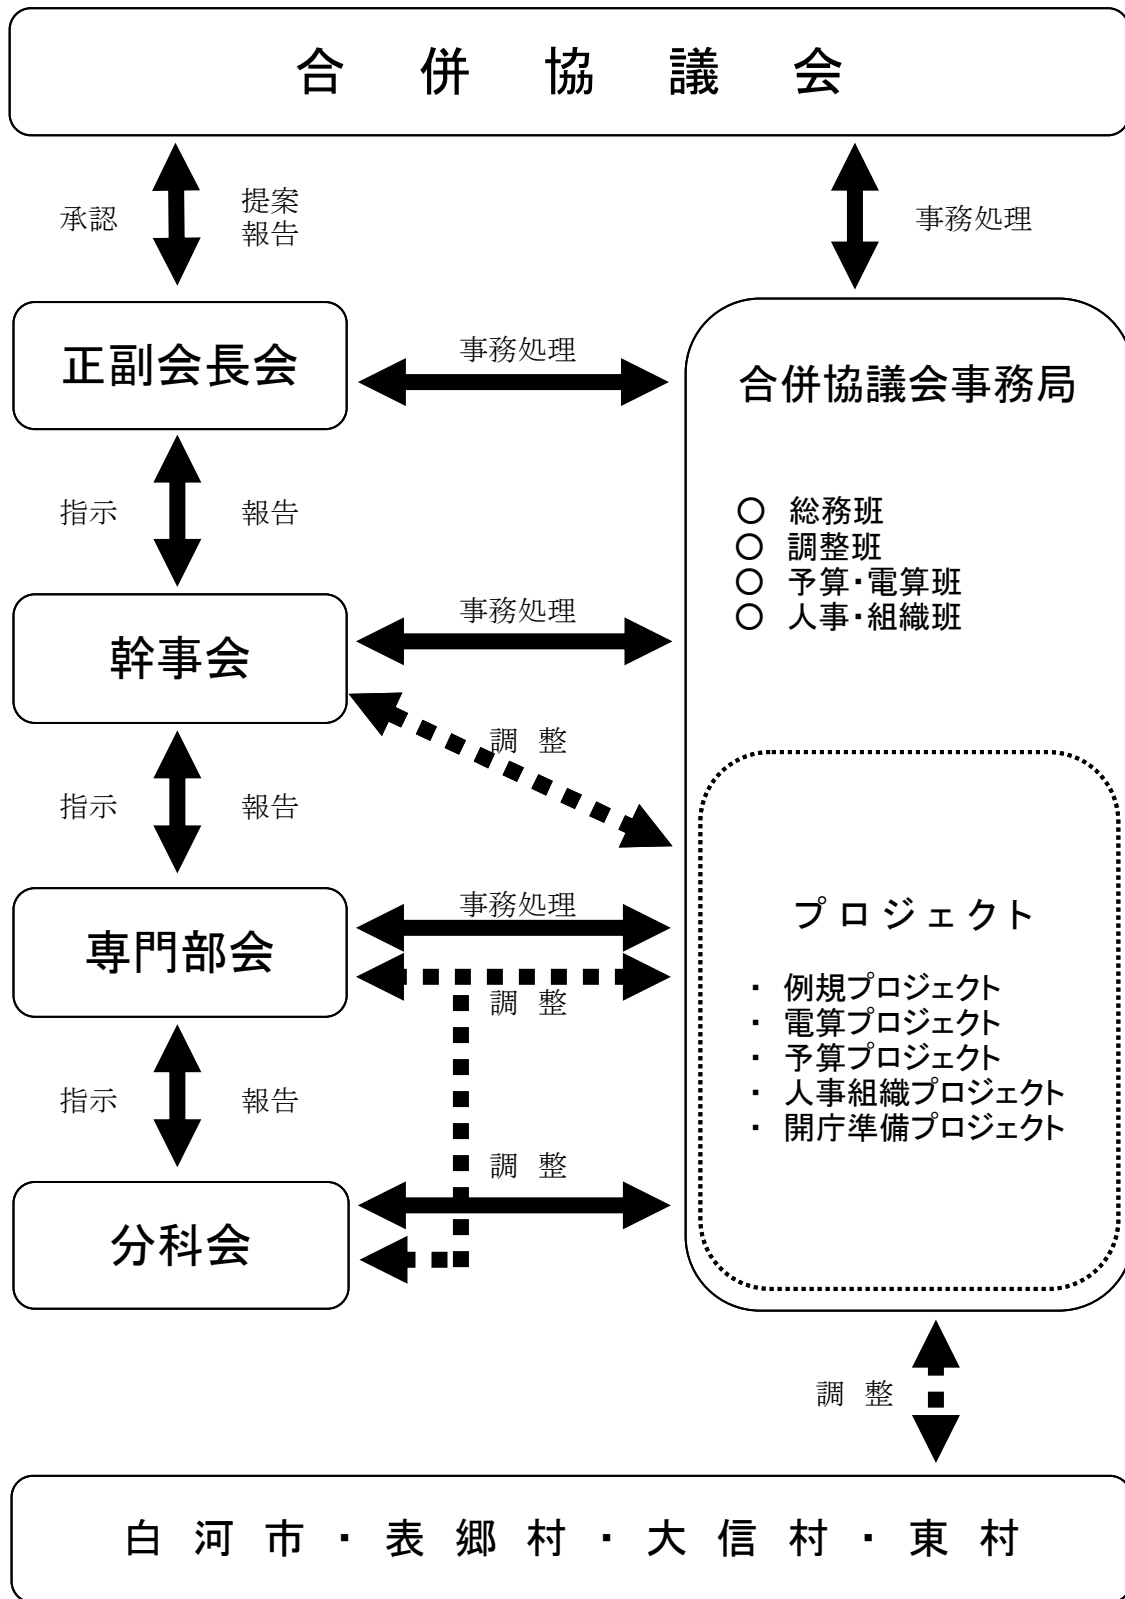 合併協議会
承認
提案
報告
事務処理
正副会長会
事務処理
合併協議会事務局
指示
報告
○ 総務班
○ 調整班
○ 予算・電算班
○ 人事・組織班
幹事会
事務処理
調整
指示
報告
専門部会
事務処理
調整
プロジェクト
・ 例規プロジェクト
・ 電算プロジェクト
・ 予算プロジェクト
・ 人事組織プロジェクト
・ 開庁準備プロジェクト
指示
報告
分科会
調整
調整
白河市・表郷村・大信村・東村